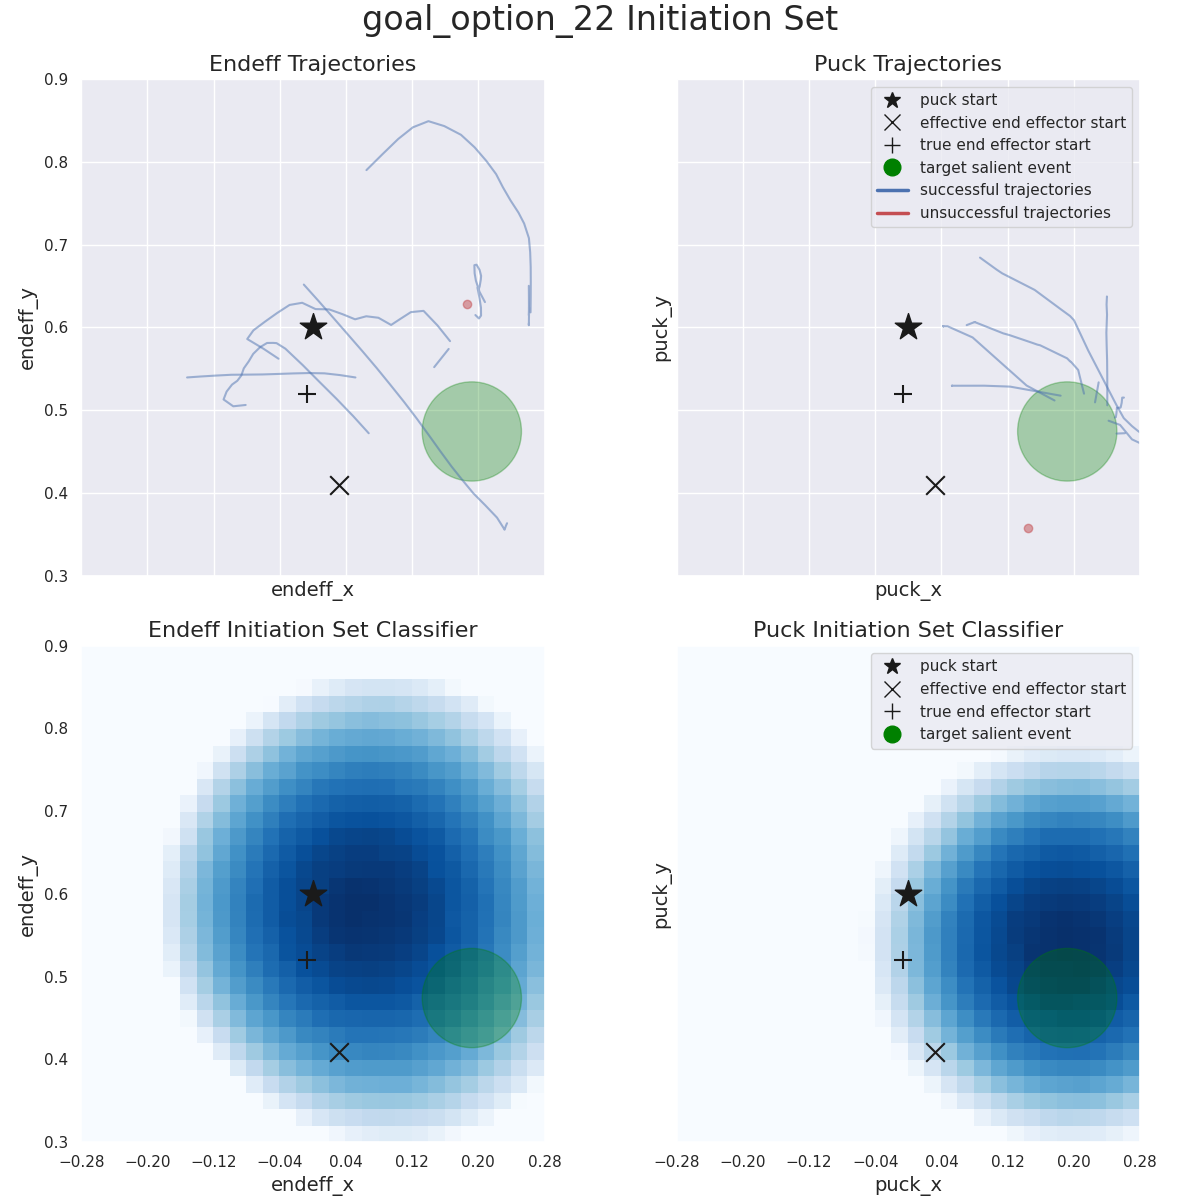 goal_option_22 Initiation Set
Endeff Trajectories
0.9
0.8
0.7
0.6
0.5
0.4
0.3
endeff_y
endeff_x
Puck Trajectories
puck start
effective end effector start
true end effector start
target salient event
successful trajectories
unsuccessful trajectories
puck_y
puck_x
Endeff Initiation Set Classifier
0.9
0.8
0.7
0.6
0.5
0.4
0.3
endeff_y
−0.28 −0.20 −0.12 −0.04 0.04 0.12 0.20 0.28
endeff_x
Puck Initiation Set Classifier
puck start
effective end effector start
true end effector start
target salient event
puck_y
−0.28 −0.20 −0.12 −0.04 0.04 0.12 0.20 0.28
puck_x